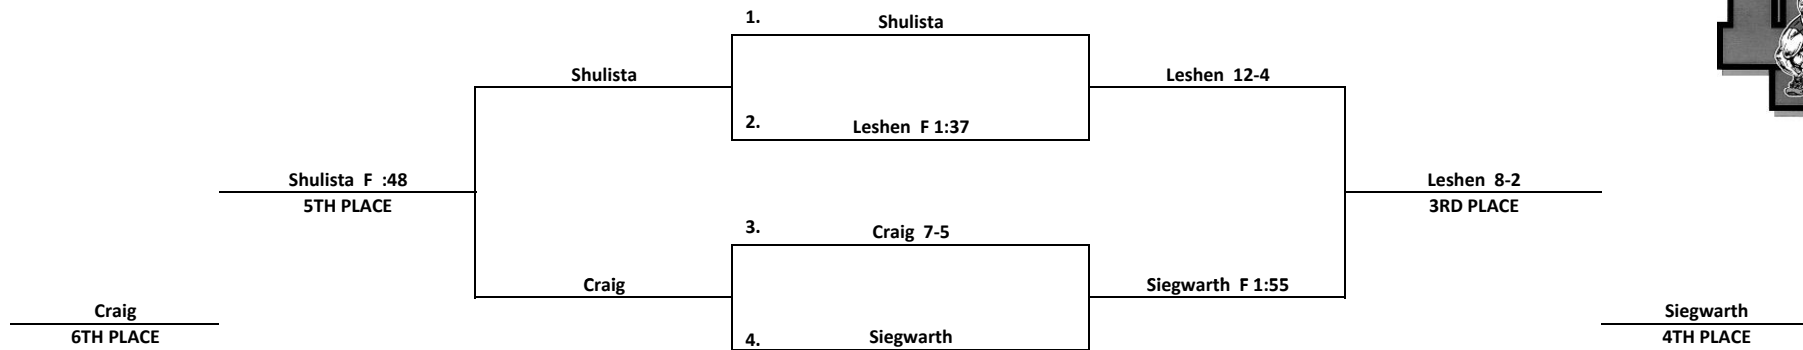 1. Shulista
Shulista
Leshen 12-4
2. Leshen F 1:37
Shulista F :48
5TH PLACE
Leshen 8-2
3RD PLACE
3. Craig 7-5
Craig
Siegwarth F 1:55
Craig
6TH PLACE
4. Siegwarth
Siegwarth
4TH PLACE